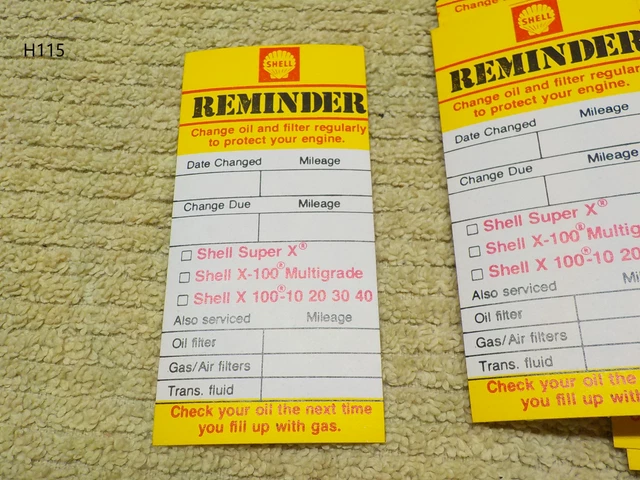 H115
SHELL
REMINDER
Change oil and filter regularly
to protect your engine.
Date Changed Mileage
Change Due Mileage
Shell Super X®
Shell X-100® Multigrade
Shell X 100®-10 20 30 40
Also serviced Mileage
Oil filter
Gas/Air filters
Trans. fluid
Check your oil the next time
you fill up with gas.
Change
SHELL
REMINDER
Change oil and filter regular
to protect your engine.
Date Changed Mileage
Change Due Mileage
Shell Super X®
Shell X-100® Multig
Shell X 100®-10 20
Also serviced
Oil filter
Gas/Air filters
Trans. fluid
Check your oil the
you fill up with